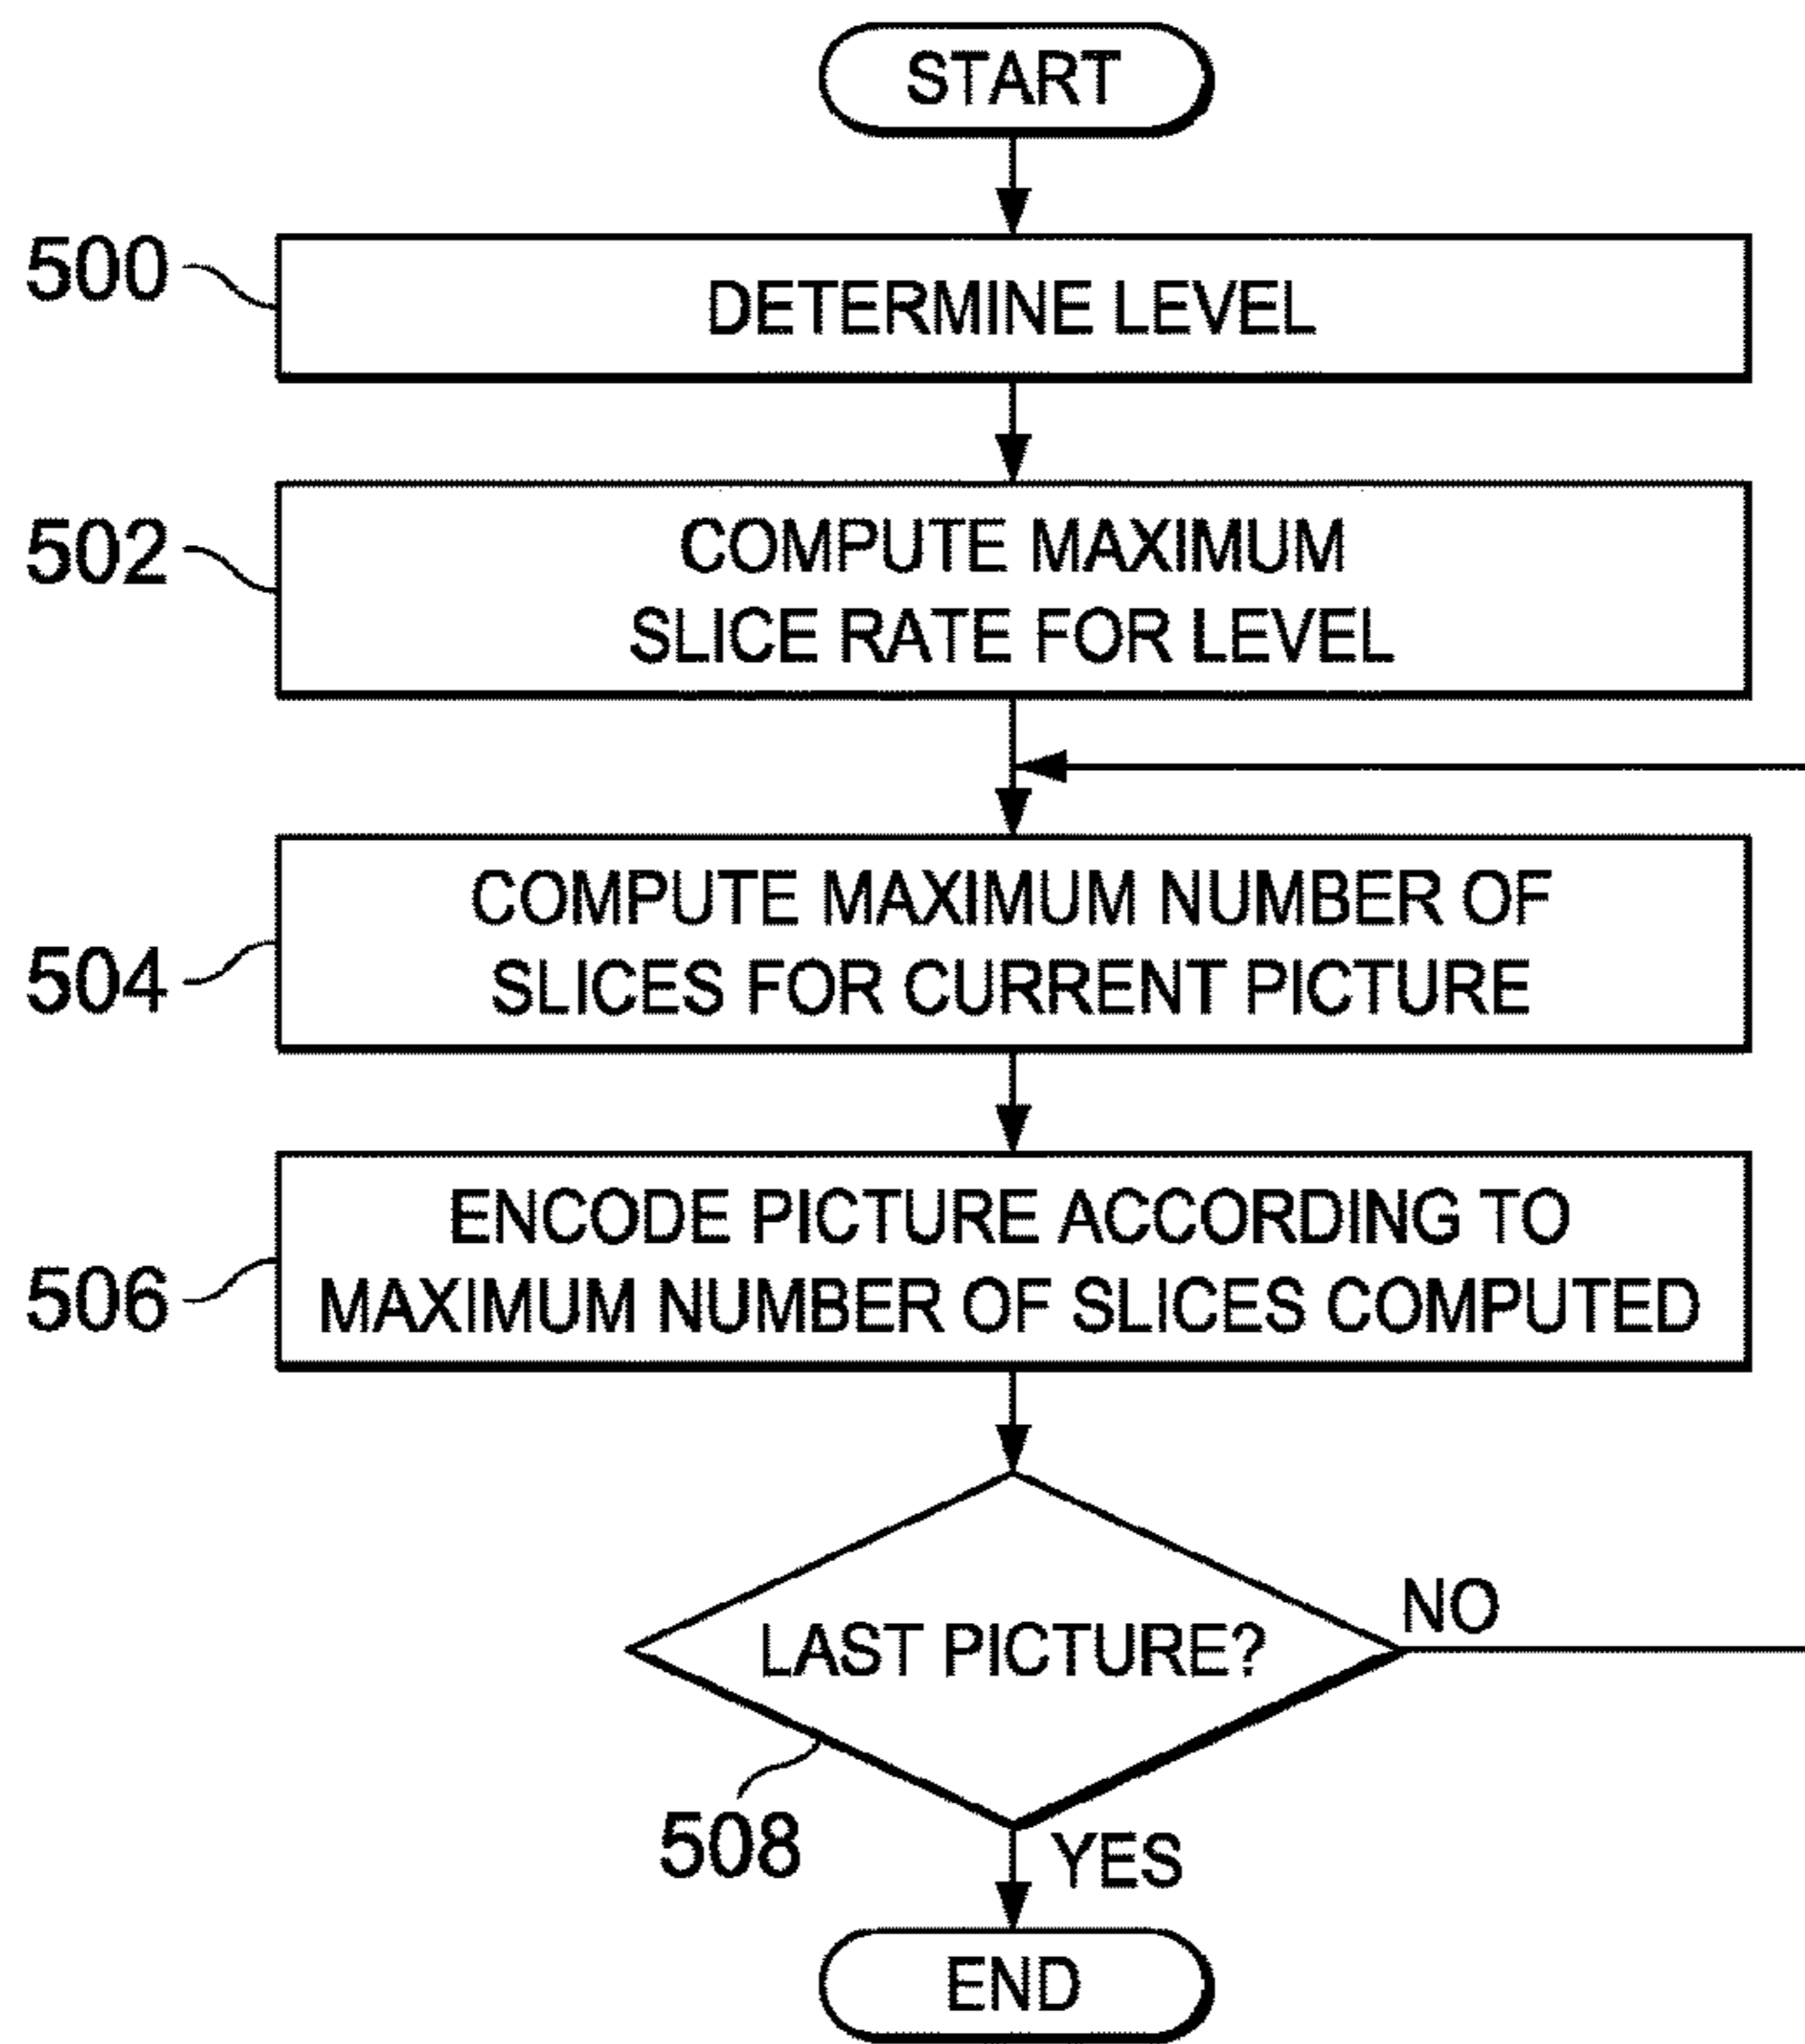 START
500
DETERMINE LEVEL
502
COMPUTE MAXIMUM
SLICE RATE FOR LEVEL
504
COMPUTE MAXIMUM NUMBER OF
SLICES FOR CURRENT PICTURE
506
ENCODE PICTURE ACCORDING TO
MAXIMUM NUMBER OF SLICES COMPUTED
LAST PICTURE?
NO
508
YES
END